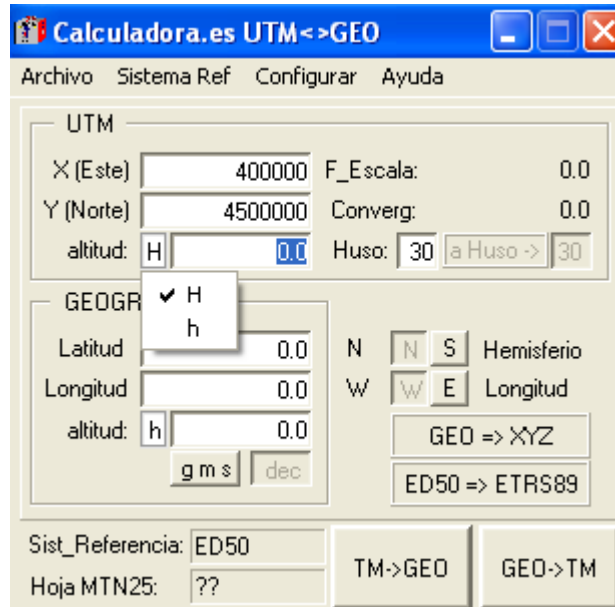 Calculadora.es UTM<>GEO
Archivo Sistema Ref Configurar Ayuda
UTM
X (Este) 400000 F_Escala: 0.0
Y (Norte) 4500000 Converg: 0.0
altitud: H 0.0 Huso: 30 a Huso -> 30
H
GEOGR
h
Latitud 0.0 N N S Hemisferio
Longitud 0.0 W W E Longitud
altitud: h 0.0 GEO => XYZ
g m s dec ED50 => ETRS89
Sist_Referencia: ED50 TM->GEO GEO->TM
Hoja MTN25: ??